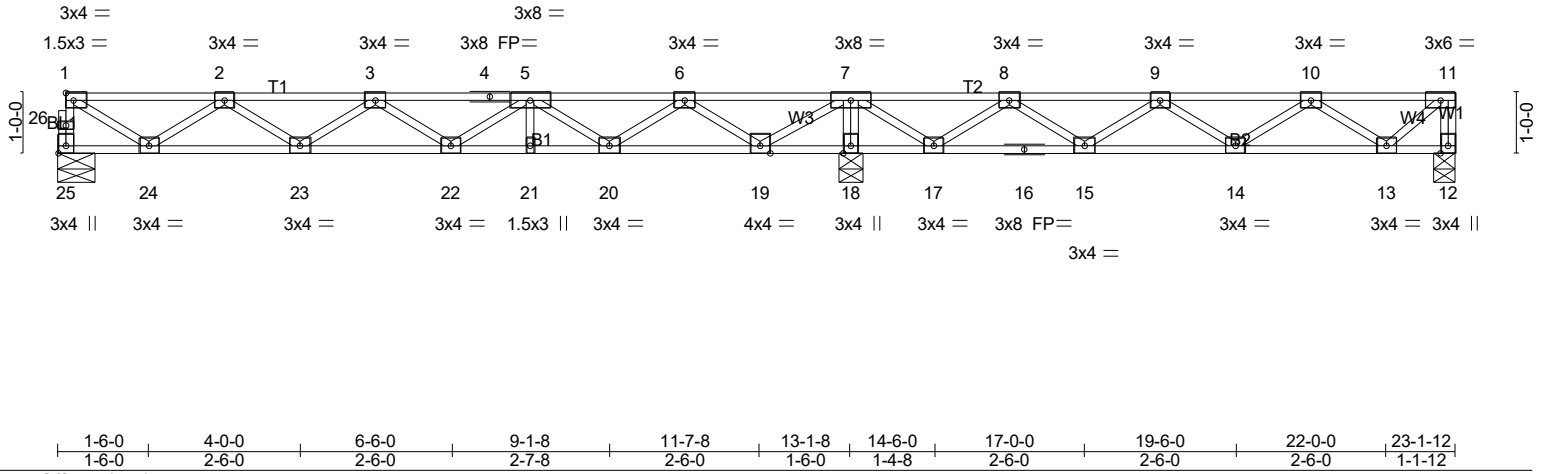 3x4 = 3x8 =
1.5x3 = 3x4 = 3x4 = 3x8 FP= 3x4 = 3x8 = 3x4 = 3x4 = 3x4 = 3x6 =
1 2 3 4 5 6 7 8 9 10 11
T1 T2
1-0-0 26 W3 W4 W1 1-0-0
B1 B2
25 24 23 22 21 20 19 18 17 16 15 14 13 12
3x4 || 3x4 = 3x4 = 3x4 = 1.5x3 || 3x4 = 4x4 = 3x4 || 3x4 = 3x8 FP= 3x4 = 3x4 = 3x4 ||
3x4 =
1-6-0 4-0-0 6-6-0 9-1-8 11-7-8 13-1-8 14-6-0 17-0-0 19-6-0 22-0-0 23-1-12
1-6-0 2-6-0 2-6-0 2-7-8 2-6-0 1-6-0 1-4-8 2-6-0 2-6-0 2-6-0 1-1-12